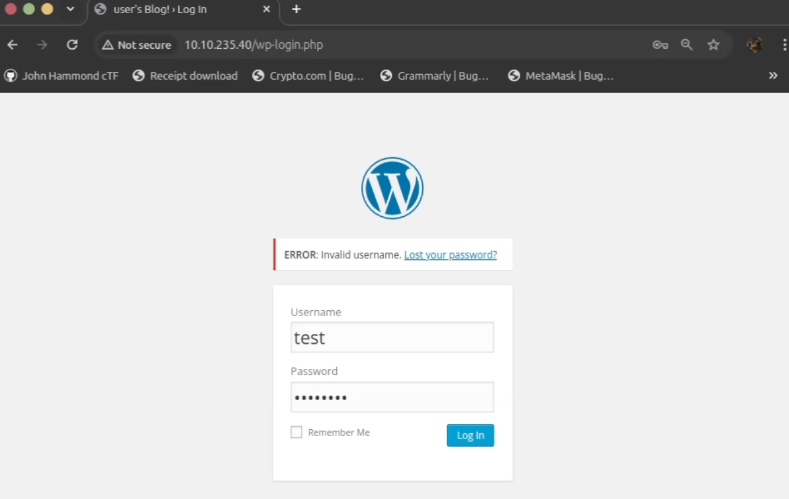 user's Blog! › Log In
Not secure 10.10.235.40/wp-login.php
John Hammond cTF Receipt download Crypto.com | Bug... Grammarly | Bug... MetaMask | Bug... »
ERROR: Invalid username. Lost your password?
Username
test
Password
••••••••
Remember Me Log In